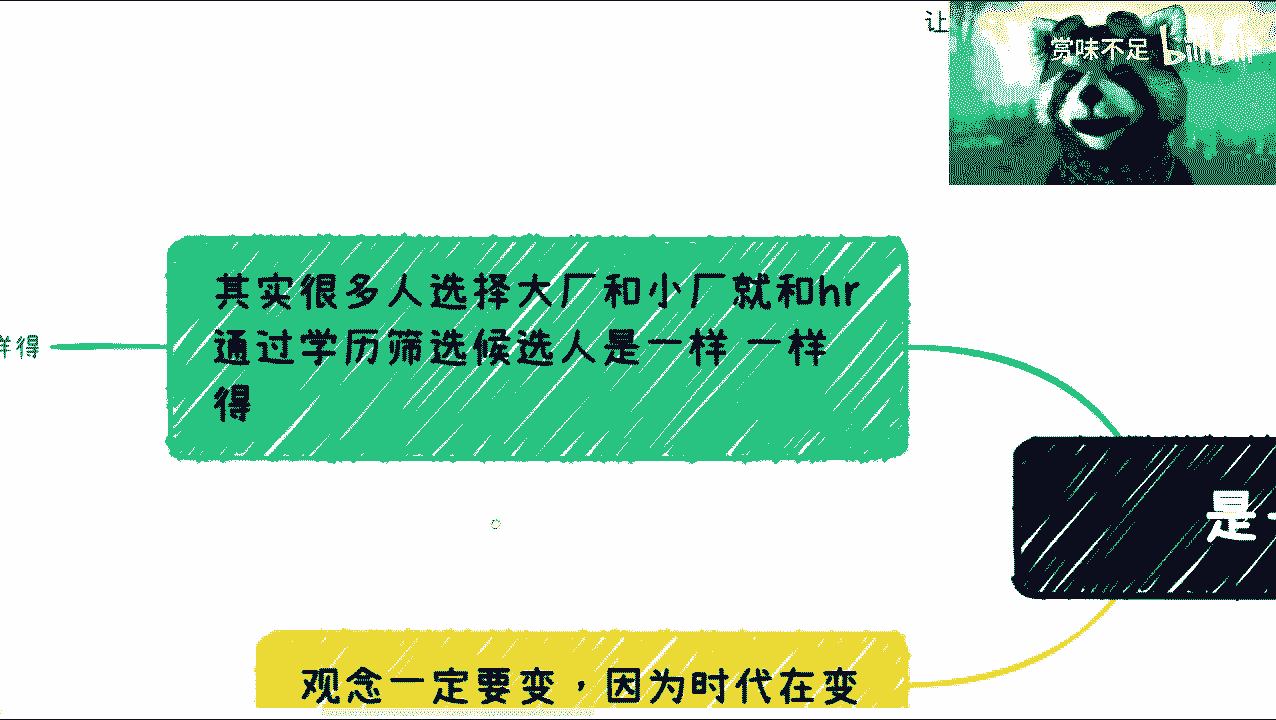 让
赏味不足 bilibili
其实很多人选择大厂和小厂就和hr
通过学历筛选候选人是一样 一样
得
样得
是一
观念一定要变，因为时代在变